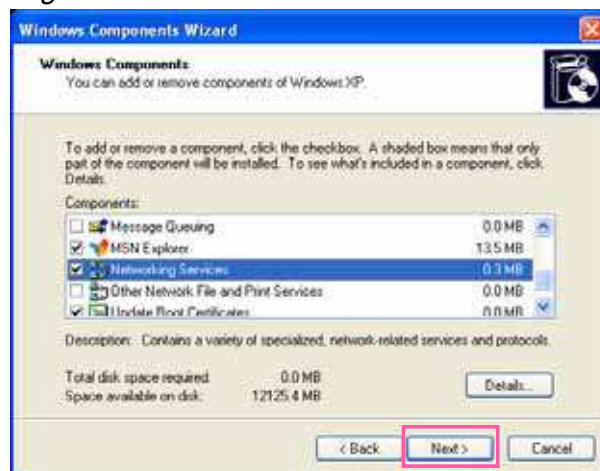 Windows Components Wizard
Windows Components
You can add or remove components of Windows XP.
To add or remove a component, click the checkbox. A shaded box means that only
part of the component will be installed. To see what's included in a component, click
Details.
Components:
Message Queuing 0.0 MB
MSN Explorer 13.5 MB
Networking Services 0.3 MB
Other Network File and Print Services 0.0 MB
Update Root Certificates 0.0 MB
Description: Contains a variety of specialized, network-related services and protocols.
Total disk space required: 0.0 MB
Space available on disk: 12125.4 MB
Details...
< Back Next > Cancel